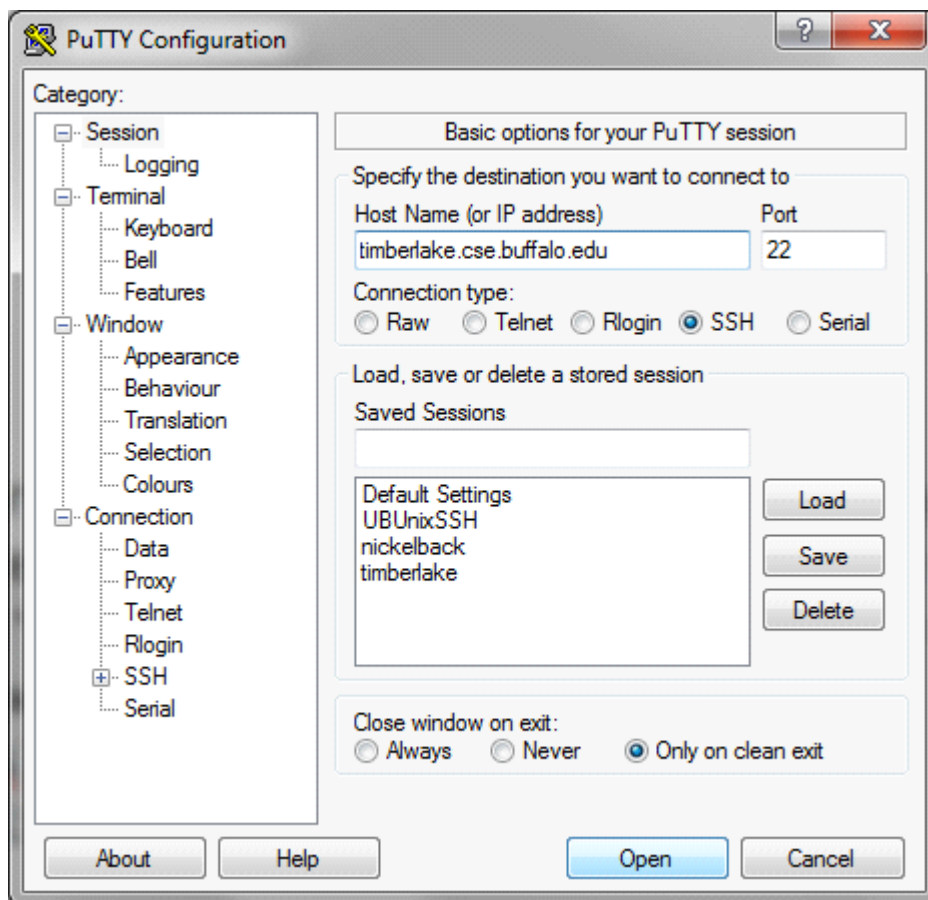 PuTTY Configuration
Category:
Session
Logging
Terminal
Keyboard
Bell
Features
Window
Appearance
Behaviour
Translation
Selection
Colours
Connection
Data
Proxy
Telnet
Rlogin
SSH
Serial
Basic options for your PuTTY session
Specify the destination you want to connect to
Host Name (or IP address) Port
timberlake.cse.buffalo.edu 22
Connection type:
Raw Telnet Rlogin SSH Serial
Load, save or delete a stored session
Saved Sessions
Default Settings
UBUnixSSH
nickelback
timberlake
Load
Save
Delete
Close window on exit:
Always Never Only on clean exit
About Help Open Cancel